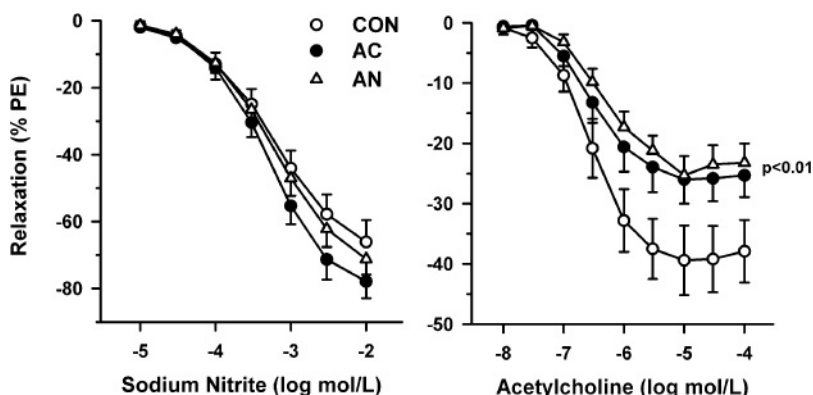 Relaxation (% PE)
0
-20
-40
-60
-80
CON
AC
AN
-5
-4
-3
-2
Sodium Nitrite (log mol/L)
0
-10
-20
-30
-40
-50
p<0.01
-8
-7
-6
-5
-4
Acetylcholine (log mol/L)